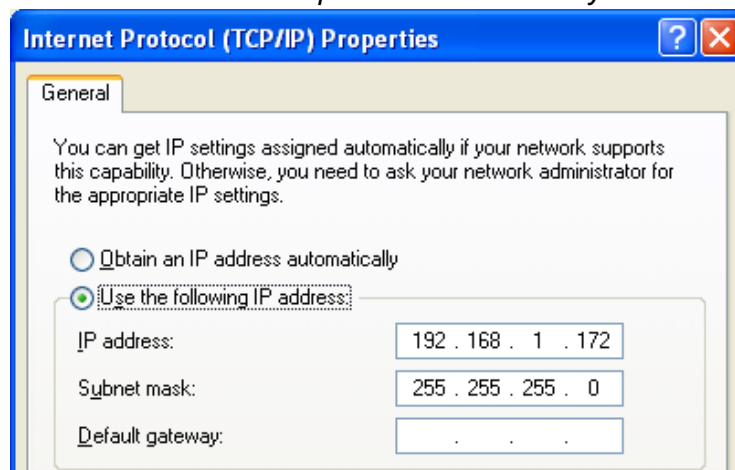 Internet Protocol (TCP/IP) Properties
General
You can get IP settings assigned automatically if your network supports
this capability. Otherwise, you need to ask your network administrator for
the appropriate IP settings.
Obtain an IP address automatically
Use the following IP address:
IP address: 192 . 168 . 1 . 172
Subnet mask: 255 . 255 . 255 . 0
Default gateway: . . .